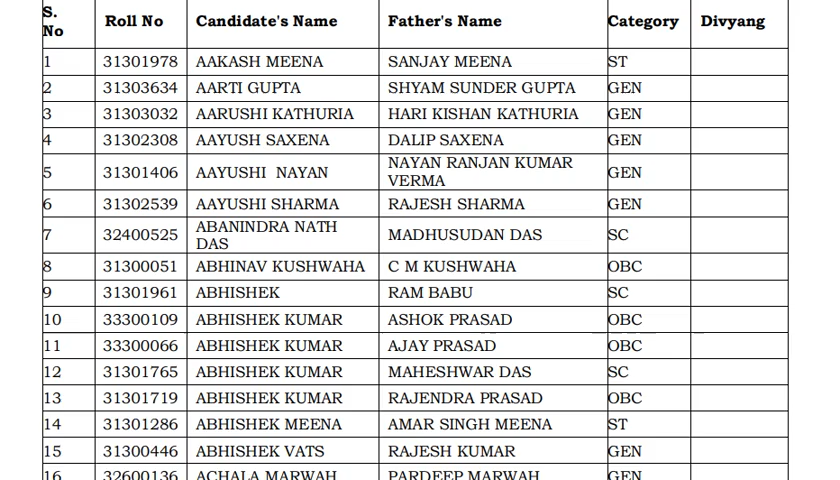 S. No Roll No Candidate's Name Father's Name Category Divyang
1 31301978 AAKASH MEENA SANJAY MEENA ST
2 31303634 AARTI GUPTA SHYAM SUNDER GUPTA GEN
3 31303032 AARUSHI KATHURIA HARI KISHAN KATHURIA GEN
4 31302308 AAYUSH SAXENA DALIP SAXENA GEN
5 31301406 AAYUSHI NAYAN NAYAN RANJAN KUMAR VERMA GEN
6 31302539 AAYUSHI SHARMA RAJESH SHARMA GEN
7 32400525 ABANINDRA NATH DAS MADHUSUDAN DAS SC
8 31300051 ABHINAV KUSHWAHA C M KUSHWAHA OBC
9 31301961 ABHISHEK RAM BABU SC
10 33300109 ABHISHEK KUMAR ASHOK PRASAD OBC
11 33300066 ABHISHEK KUMAR AJAY PRASAD OBC
12 31301765 ABHISHEK KUMAR MAHESHWAR DAS SC
13 31301719 ABHISHEK KUMAR RAJENDRA PRASAD OBC
14 31301286 ABHISHEK MEENA AMAR SINGH MEENA ST
15 31300446 ABHISHEK VATS RAJESH KUMAR GEN
16 32600136 ACHALA MARWAH PARDEEP MARWAH GEN